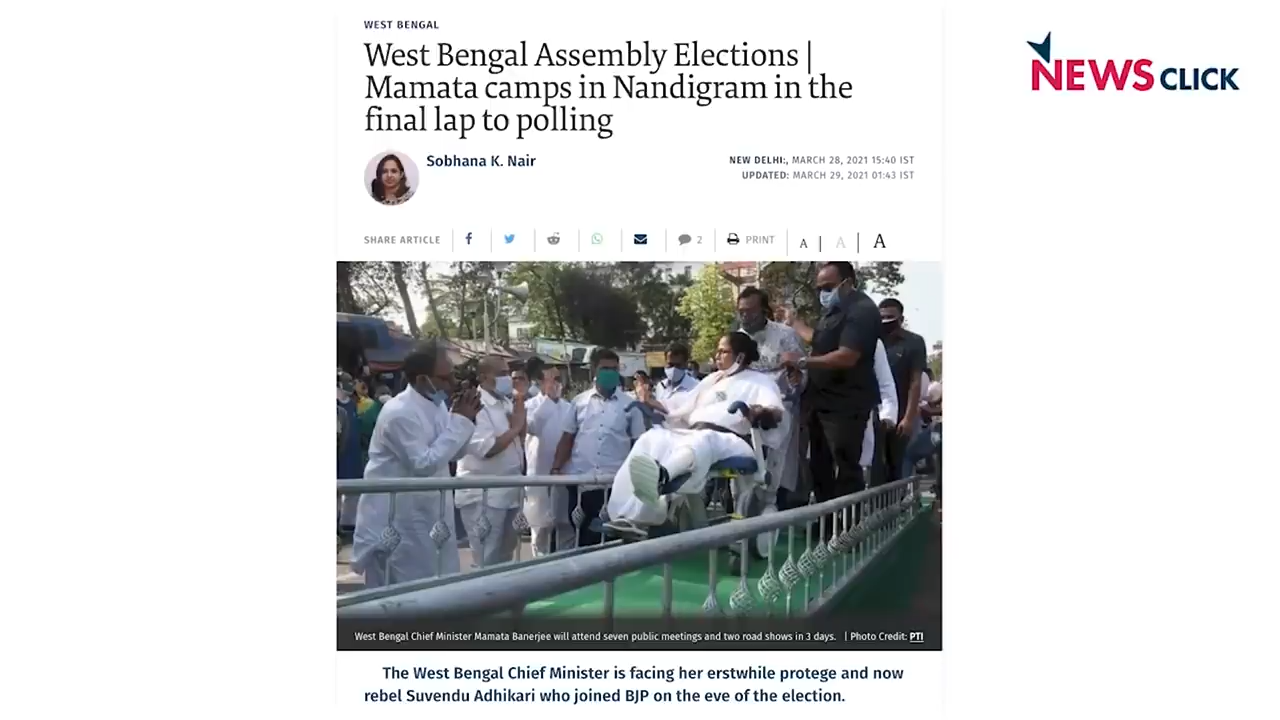 WEST BENGAL
West Bengal Assembly Elections |
Mamata camps in Nandigram in the
final lap to polling
NEWSCLICK
Sobhana K. Nair
NEW DELHI:, MARCH 28, 2021 15:40 IST
UPDATED: MARCH 29, 2021 01:43 IST
SHARE ARTICLE | f | | | | | 2 | PRINT | A | A | A
West Bengal Chief Minister Mamata Banerjee will attend seven public meetings and two road shows in 3 days. | Photo Credit: PTI
The West Bengal Chief Minister is facing her erstwhile protege and now
rebel Suvendu Adhikari who joined BJP on the eve of the election.